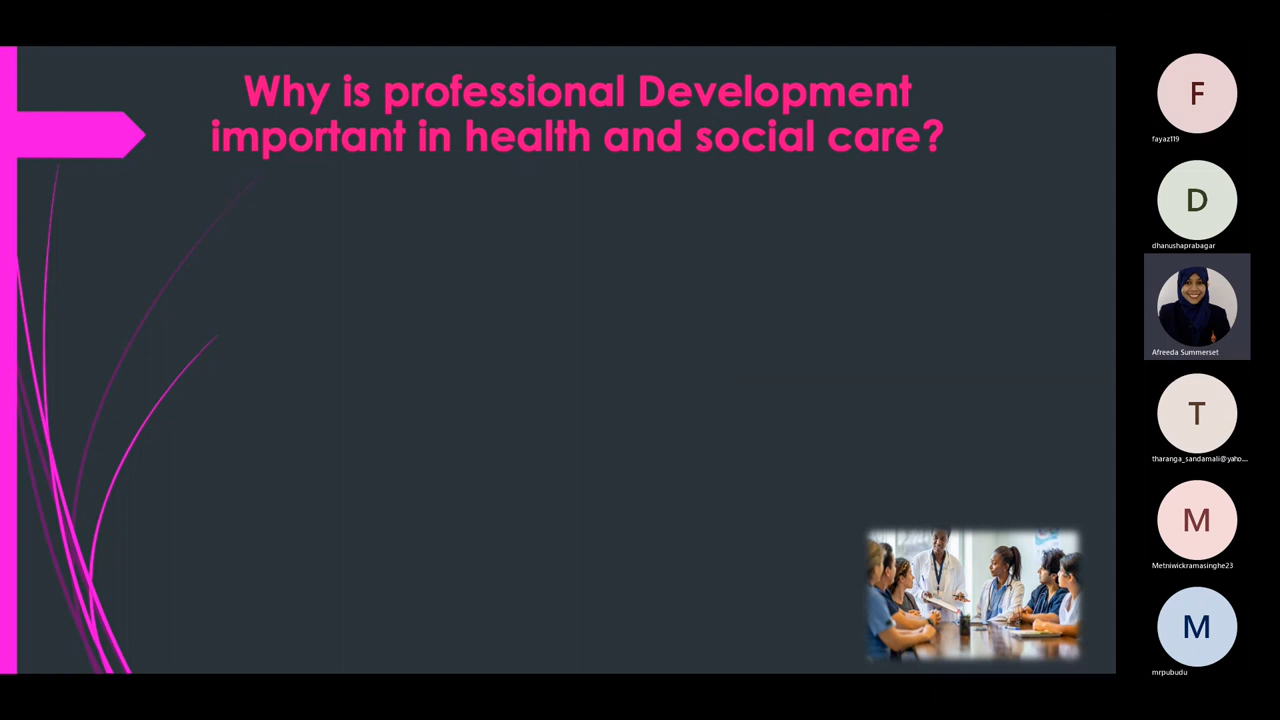 Why is professional Development
important in health and social care?
F
fayaz119
D
dhanushaprabagar
Afreeda Summerset
T
tharanga_sandamali@yaho...
M
Metniwickramasinghe23
M
mrpubudu